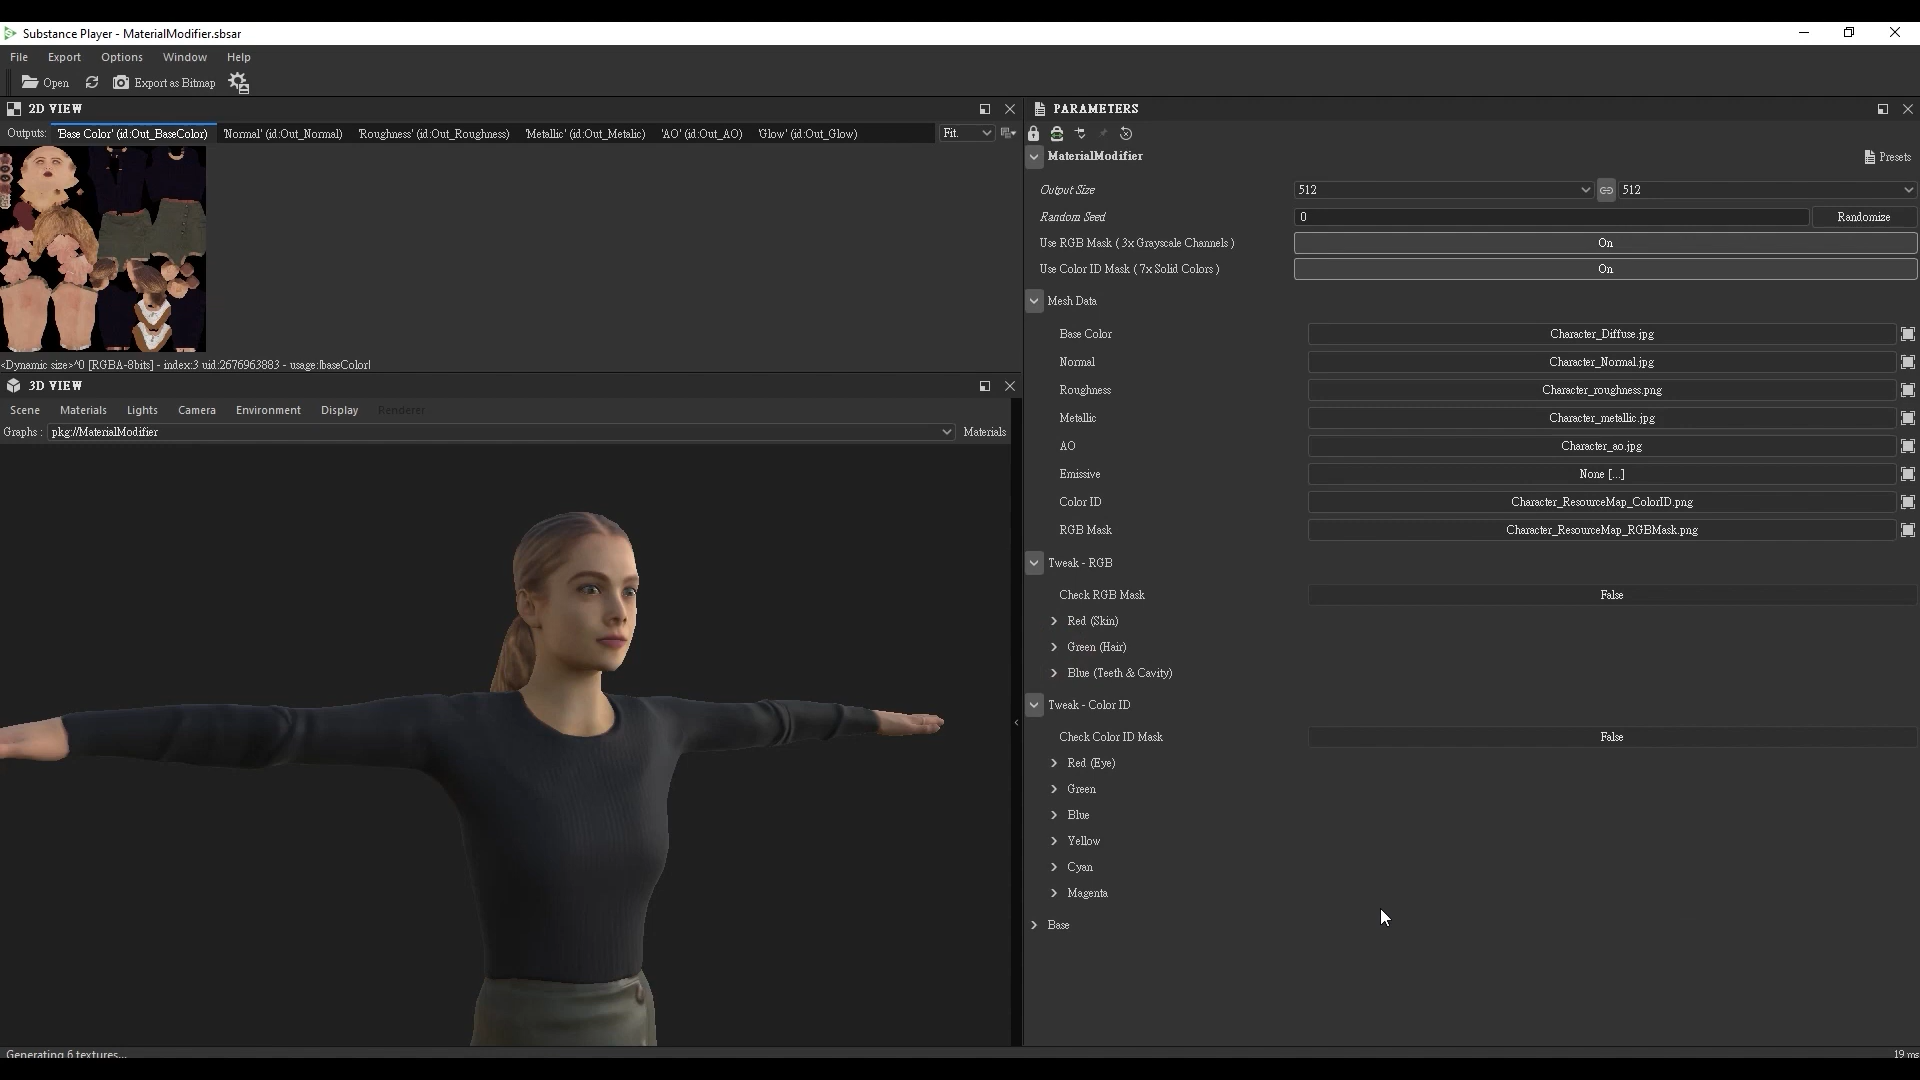 Substance Player - MaterialModifier.sbsar
File Export Options Window Help
Open Export as Bitmap
2D VIEW
Outputs: 'Base Color' (id:Out_BaseColor) 'Normal' (id:Out_Normal) 'Roughness' (id:Out_Roughness) 'Metallic' (id:Out_Metalic) 'AO' (id:Out_AO) 'Glow' (id:Out_Glow) Fit.
<Dynamic size>^0 [RGBA-8bits] - index:3 uid:2676963883 - usage:[baseColor]
3D VIEW
Scene Materials Lights Camera Environment Display Renderer
Graphs : pkg://MaterialModifier Materials
Generating 6 textures...
PARAMETERS
MaterialModifier Presets
Output Size 512 512
Random Seed 0 Randomize
Use RGB Mask ( 3x Grayscale Channels ) On
Use Color ID Mask ( 7x Solid Colors ) On
Mesh Data
Base Color Character_Diffuse.jpg
Normal Character_Normal.jpg
Roughness Character_roughness.png
Metallic Character_metallic.jpg
AO Character_ao.jpg
Emissive None [...]
Color ID Character_ResourceMap_ColorID.png
RGB Mask Character_ResourceMap_RGBMask.png
Tweak - RGB
Check RGB Mask False
Red (Skin)
Green (Hair)
Blue (Teeth & Cavity)
Tweak - Color ID
Check Color ID Mask False
Red (Eye)
Green
Blue
Yellow
Cyan
Magenta
Base
19 ms